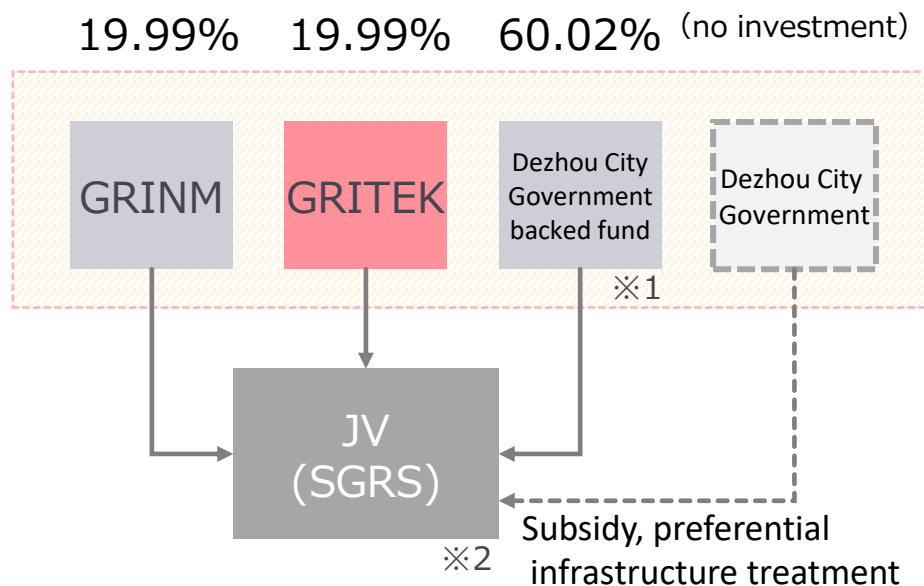 19.99% 19.99% 60.02% (no investment)
GRINM
GRITEK
Dezhou City
Government
backed fund
Dezhou City
Government
※1
JV
(SGRS)
※2
Subsidy, preferential
infrastructure treatment